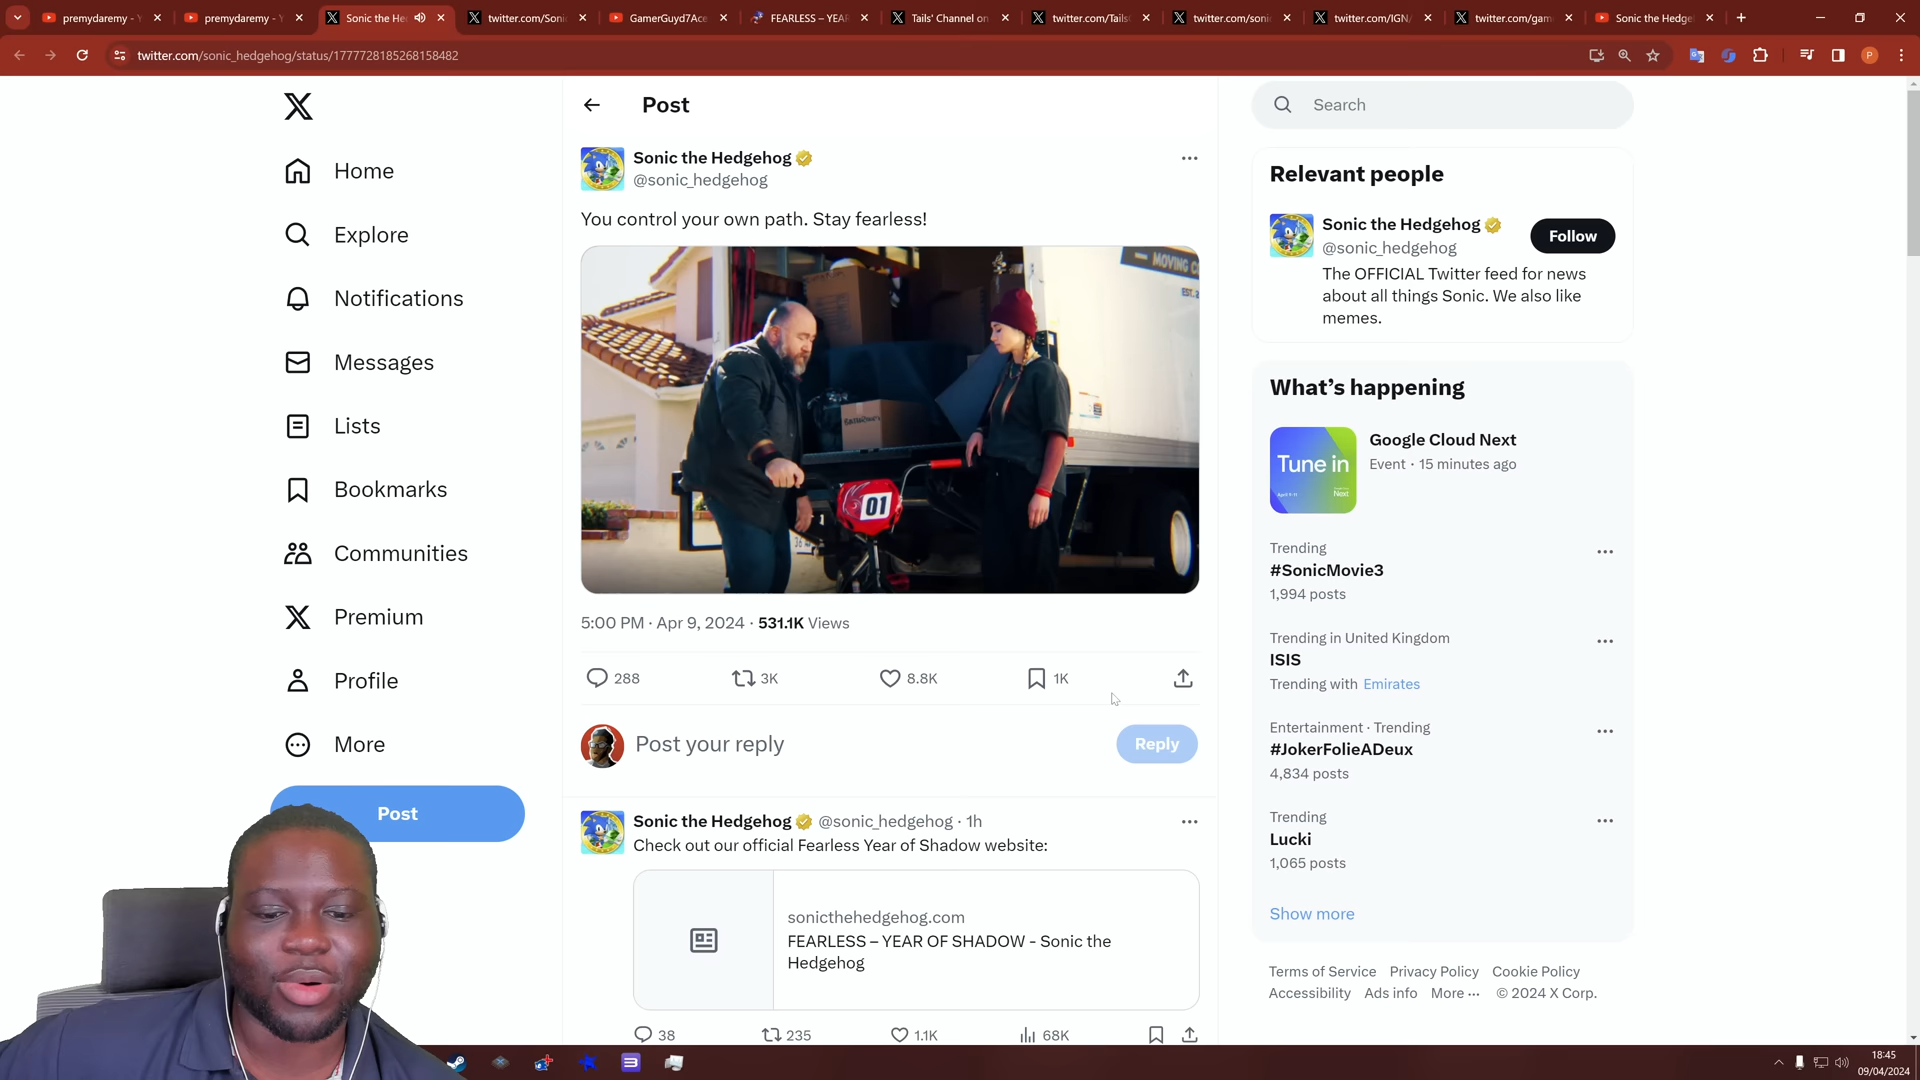 premydaremy - Y
premydaremy - Y
Sonic the He
twitter.com/Soni
GamerGuyd7Ace
FEARLESS – YEA
Tails' Channel on
twitter.com/Tails
twitter.com/soni
twitter.com/IGN/
twitter.com/gam
Sonic the Hedge
twitter.com/sonic_hedgehog/status/1777728185268158482
P
Home
Explore
Notifications
Messages
Lists
Bookmarks
Communities
Premium
Profile
More
Post
Post
Sonic the Hedgehog
@sonic_hedgehog
You control your own path. Stay fearless!
MOVING C
EST.
01
5:00 PM · Apr 9, 2024 · 531.1K Views
288 3K 8.8K 1K
Post your reply
Reply
Sonic the Hedgehog @sonic_hedgehog · 1h
Check out our official Fearless Year of Shadow website:
sonicthehedgehog.com
FEARLESS – YEAR OF SHADOW - Sonic the
Hedgehog
38 235 1.1K 68K
Search
Relevant people
Sonic the Hedgehog
@sonic_hedgehog
Follow
The OFFICIAL Twitter feed for news
about all things Sonic. We also like
memes.
What's happening
Tune in
Next
Google Cloud Next
Event · 15 minutes ago
Trending
#SonicMovie3
1,994 posts
Trending in United Kingdom
ISIS
Trending with Emirates
Entertainment · Trending
#JokerFolieADeux
4,834 posts
Trending
Lucki
1,065 posts
Show more
Terms of Service Privacy Policy Cookie Policy
Accessibility Ads info More ··· © 2024 X Corp.
18:45
09/04/2024